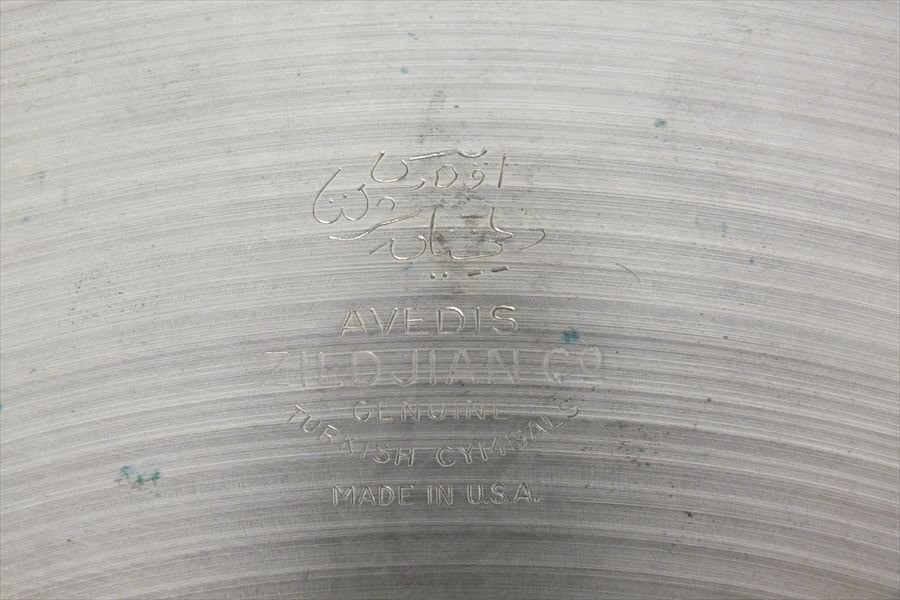 AVEDIS
ZILDJIAN CO
GENUINE
TURKISH CYMBALS
MADE IN U.S.A.